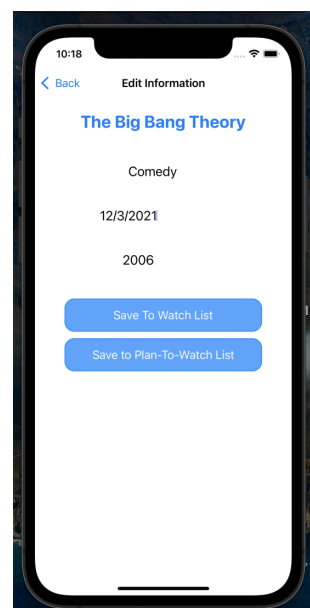 10:18
Back Edit Information
The Big Bang Theory
Comedy
12/3/2021
2006
Save To Watch List
Save to Plan-To-Watch List